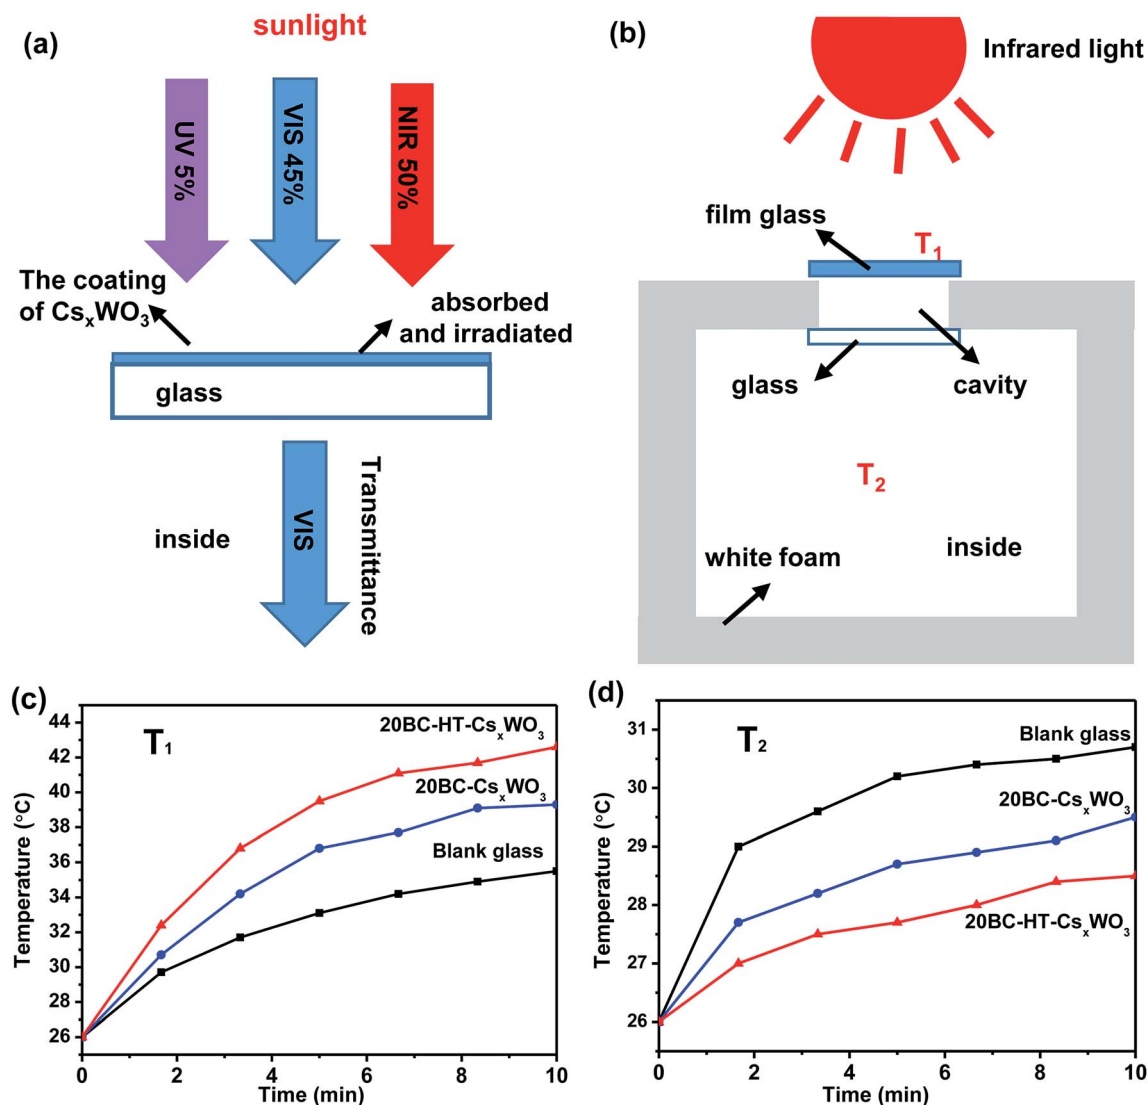 (a)
sunlight
UV 5%
VIS 45%
NIR 50%
The coating
of CsₓWO₃
absorbed
and irradiated
glass
inside
VIS
Transmittance
(b)
Infrared light
film glass
T₁
glass
cavity
T₂
white foam
inside
(c)
T₁
20BC-HT-CsₓWO₃
20BC-CsₓWO₃
Blank glass
Temperature (°C)
44
42
40
38
36
34
32
30
28
26
0 2 4 6 8 10
Time (min)
(d)
T₂
Blank glass
20BC-CsₓWO₃
20BC-HT-CsₓWO₃
Temperature (°C)
31
30
29
28
27
26
0 2 4 6 8 10
Time (min)